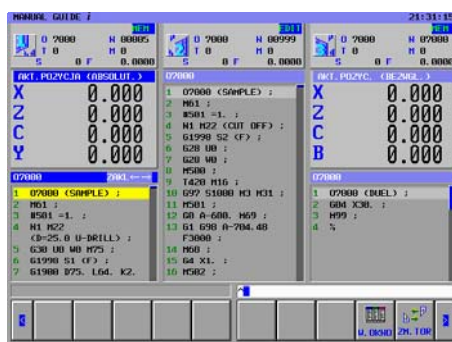 MANUAL GUIDE i 21:31:15
MEM
O 7000 N 00005
T 0 M 0
S 0 F 0.0000
EDIT
O 7000 N 00999
T 0 M 0
S 0 F 0.0000
MEM
O 7000 N 07000
T 0 M 0
S 0 F 0.0000
AKT.POZYCJA (ABSOLUT.)
X 0.000
Z 0.000
C 0.000
Y 0.000
O7000 ZAKŁ.←→
1 O7000 (SAMPLE) ;
2 M61 ;
3 #501 =1. ;
4 N1 M22
(D=25.0 U-DRILL) ;
5 G30 U0 W0 M75 ;
6 G1998 S1 (F) ;
7 G1980 D75. L64. K2.
O7000
1 O7000 (SAMPLE) ;
2 M61 ;
3 #501 =1. ;
4 N1 M22 (CUT OFF) ;
5 G1998 S2 (F) ;
6 G28 U0 ;
7 G28 W0 ;
8 M500 ;
9 T420 M16 ;
10 G97 S1000 M3 M31 ;
11 M501 ;
12 G0 A-600. M69 ;
13 G1 G98 A-704.48
F3000 ;
14 M68 ;
15 G4 X1. ;
16 M502 ;
AKT.POZYC. (BEZWGL.)
X 0.000
Z 0.000
C 0.000
B 0.000
O7000
1 O7000 (DUEL) ;
2 G04 X30. ;
3 M99 ;
4 %
^
< W. OKNO ZM. TOR >